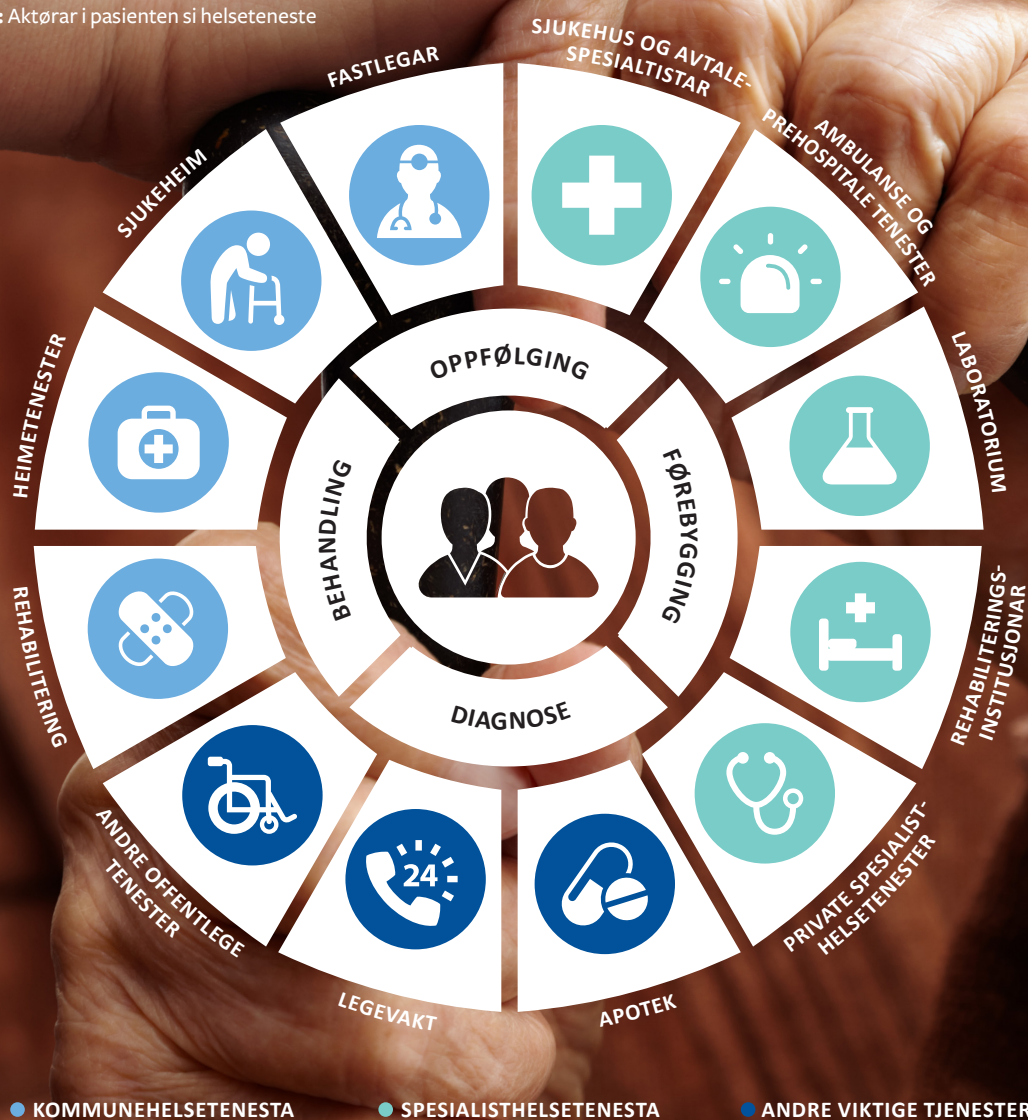 : Aktørar i pasienten si helseteneste
FASTLEGAR
SJUKEHUS OG AVTALE-
SPESIALTISTAR
AMBULANSE OG
PREHOSPITALE TENESTER
LABORATORIUM
REHABILITERINGS-
INSTITUSJONAR
PRIVATE SPESIALIST-
HELSETENESTER
APOTEK
LEGEVAKT
24
ANDRE OFFENTLEGE
TENESTER
REHABILITERING
HEIMETENESTER
SJUKEHEIM
OPPFØLGING
FØREBYGGING
DIAGNOSE
BEHANDLING
KOMMUNEHELSETENESTA
SPESIALISTHELSETENESTA
ANDRE VIKTIGE TJENESTER